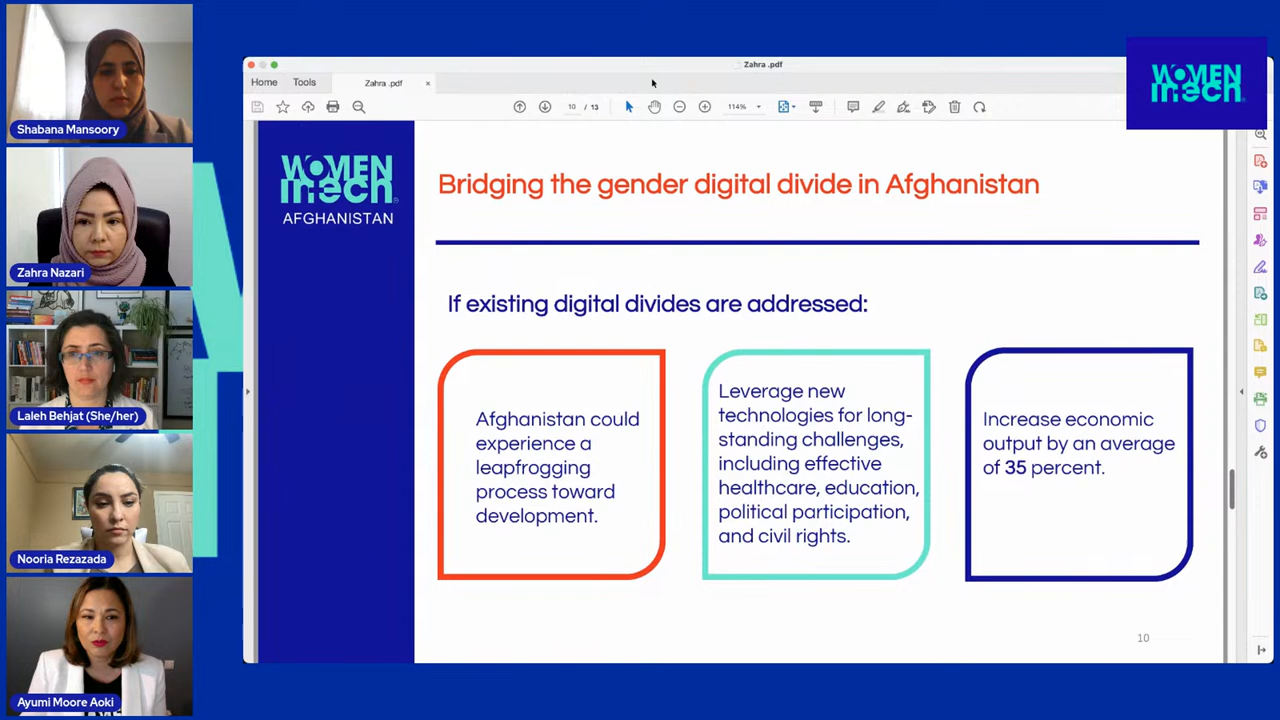 Shabana Mansoory
Zahra Nazari
Laleh Behjat (She/her)
Nooria Rezazada
Ayumi Moore Aoki
Zahra .pdf
Home
Tools
Zahra .pdf
×
10 / 13
114%
WOMEN
in tech
WOMEN
in tech®
AFGHANISTAN
Bridging the gender digital divide in Afghanistan
If existing digital divides are addressed:
Afghanistan could
experience a
leapfrogging
process toward
development.
Leverage new
technologies for long-
standing challenges,
including effective
healthcare, education,
political participation,
and civil rights.
Increase economic
output by an average
of 35 percent.
10